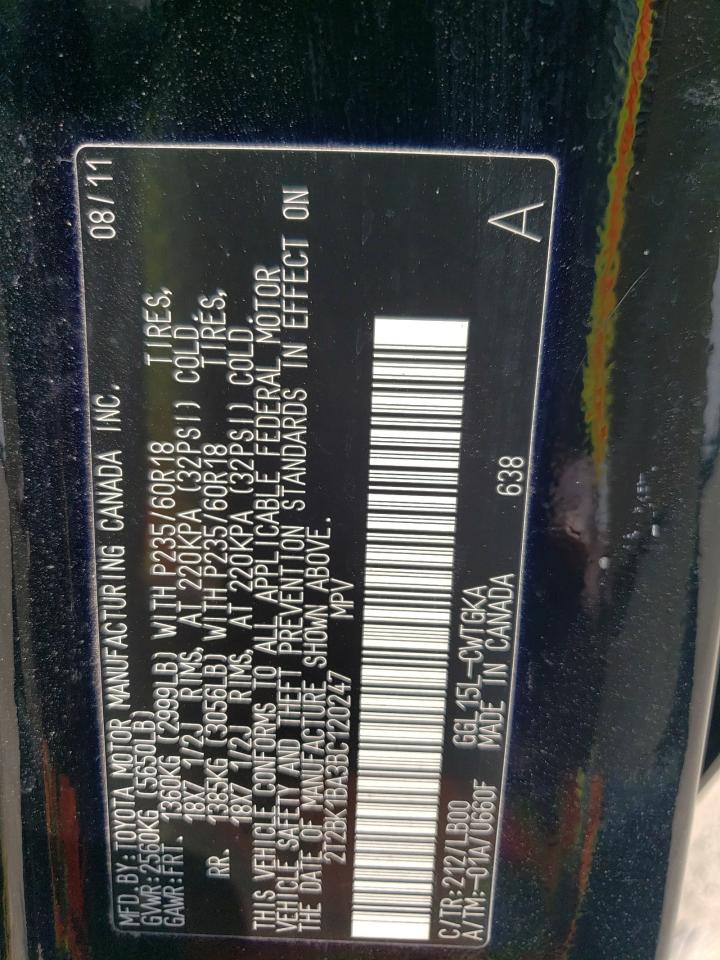 MFD.BY:TOYOTA MOTOR MANUFACTURING CANADA INC. 08/11
GVWR:2560KG (5650LB)
GAWR:FRT. 1360KG (2999LB) WITH P235/60R18 TIRES,
18X7 1/2J RIMS, AT 220KPA (32PSI) COLD.
RR. 1385KG (3056LB) WITH P235/60R18 TIRES,
18X7 1/2J RIMS, AT 220KPA (32PSI) COLD.
THIS VEHICLE CONFORMS TO ALL APPLICABLE FEDERAL MOTOR
VEHICLE SAFETY AND THEFT PREVENTION STANDARDS IN EFFECT ON
THE DATE OF MANUFACTURE SHOWN ABOVE.
2T2BK1BA3BC120247 MPV
C/TR:212/LB00 GGL15L-CVTGKA
A/TM:-01A/U660F MADE IN CANADA 638 A